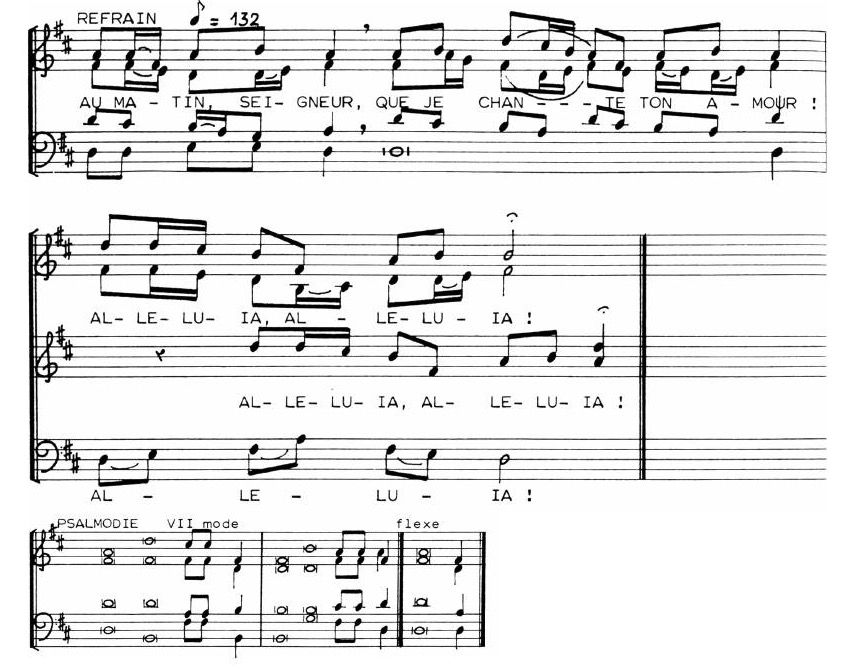 REFRAIN ♪ = 132
AU MA - TIN, SEI - GNEUR, QUE JE CHAN - - - TE TON A - MOUR !
AL- LE- LU- IA, AL - LE- LU - IA !
AL- LE- LU- IA, AL- LE- LU- IA !
AL - LE - LU - IA !
PSALMODIE VII mode flexe